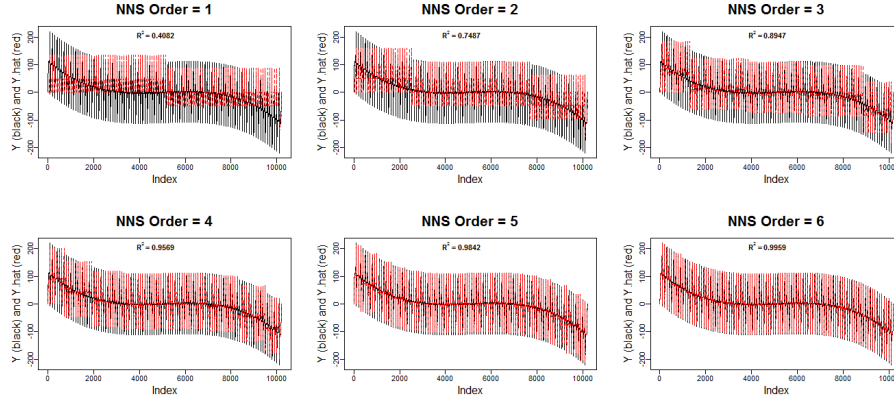 NNS Order = 1
R² = 0.4082
Y (black) and Y hat (red)
200
100
0
-100
-200
0
2000
4000
6000
8000
10000
Index
NNS Order = 2
R² = 0.7487
Y (black) and Y hat (red)
200
100
0
-100
-200
0
2000
4000
6000
8000
10000
Index
NNS Order = 3
R² = 0.8947
Y (black) and Y hat (red)
200
100
0
-100
-200
0
2000
4000
6000
8000
10000
Index
NNS Order = 4
R² = 0.9569
Y (black) and Y hat (red)
200
100
0
-100
-200
0
2000
4000
6000
8000
10000
Index
NNS Order = 5
R² = 0.9842
Y (black) and Y hat (red)
200
100
0
-100
-200
0
2000
4000
6000
8000
10000
Index
NNS Order = 6
R² = 0.9959
Y (black) and Y hat (red)
200
100
0
-100
-200
0
2000
4000
6000
8000
10000
Index